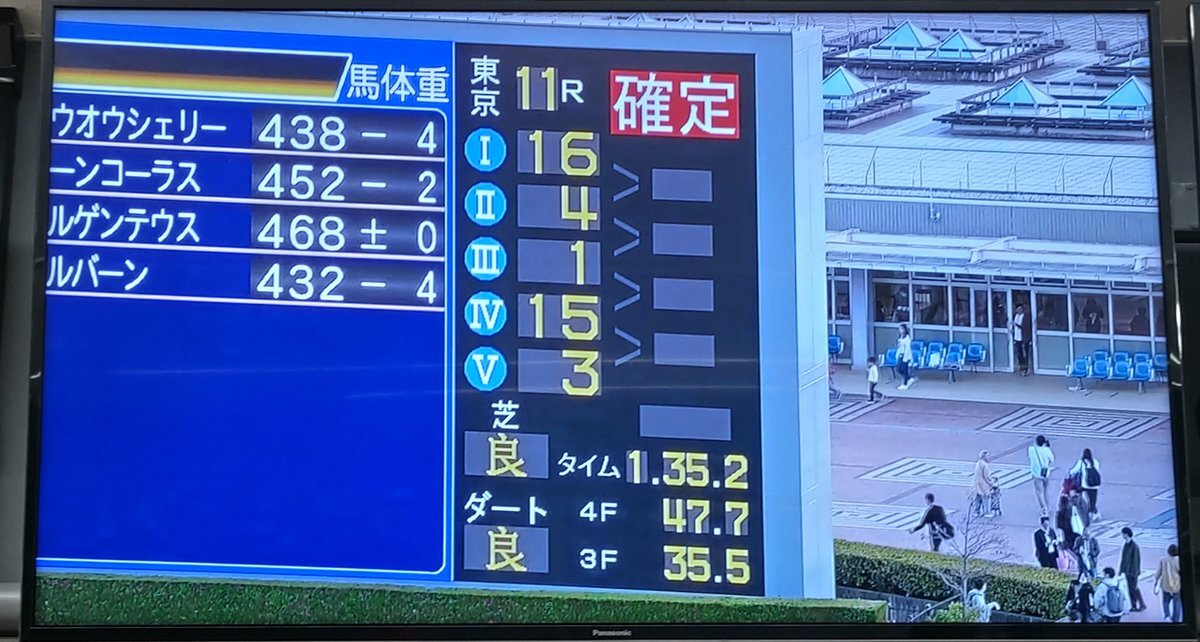 馬体重
ウオウシェリー 438 - 4
ーンコーラス 452 - 2
ルゲンテウス 468 ± 0
ルバーン 432 - 4
東京 11R 確定
I 16
II 4
III 1
IV 15
V 3
芝
良 タイム 1.35.2
ダート 4F 47.7
良 3F 35.5
Panasonic